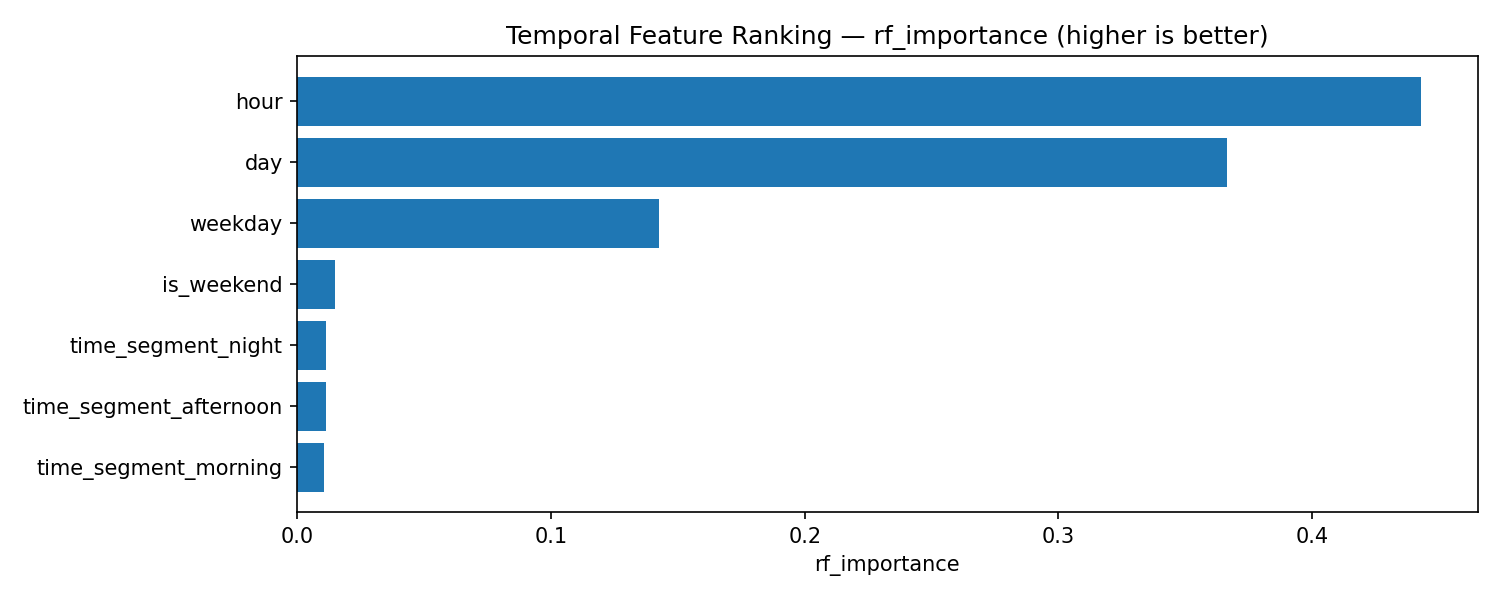 Temporal Feature Ranking — rf_importance (higher is better)
hour
day
weekday
is_weekend
time_segment_night
time_segment_afternoon
time_segment_morning
0.0 0.1 0.2 0.3 0.4
rf_importance